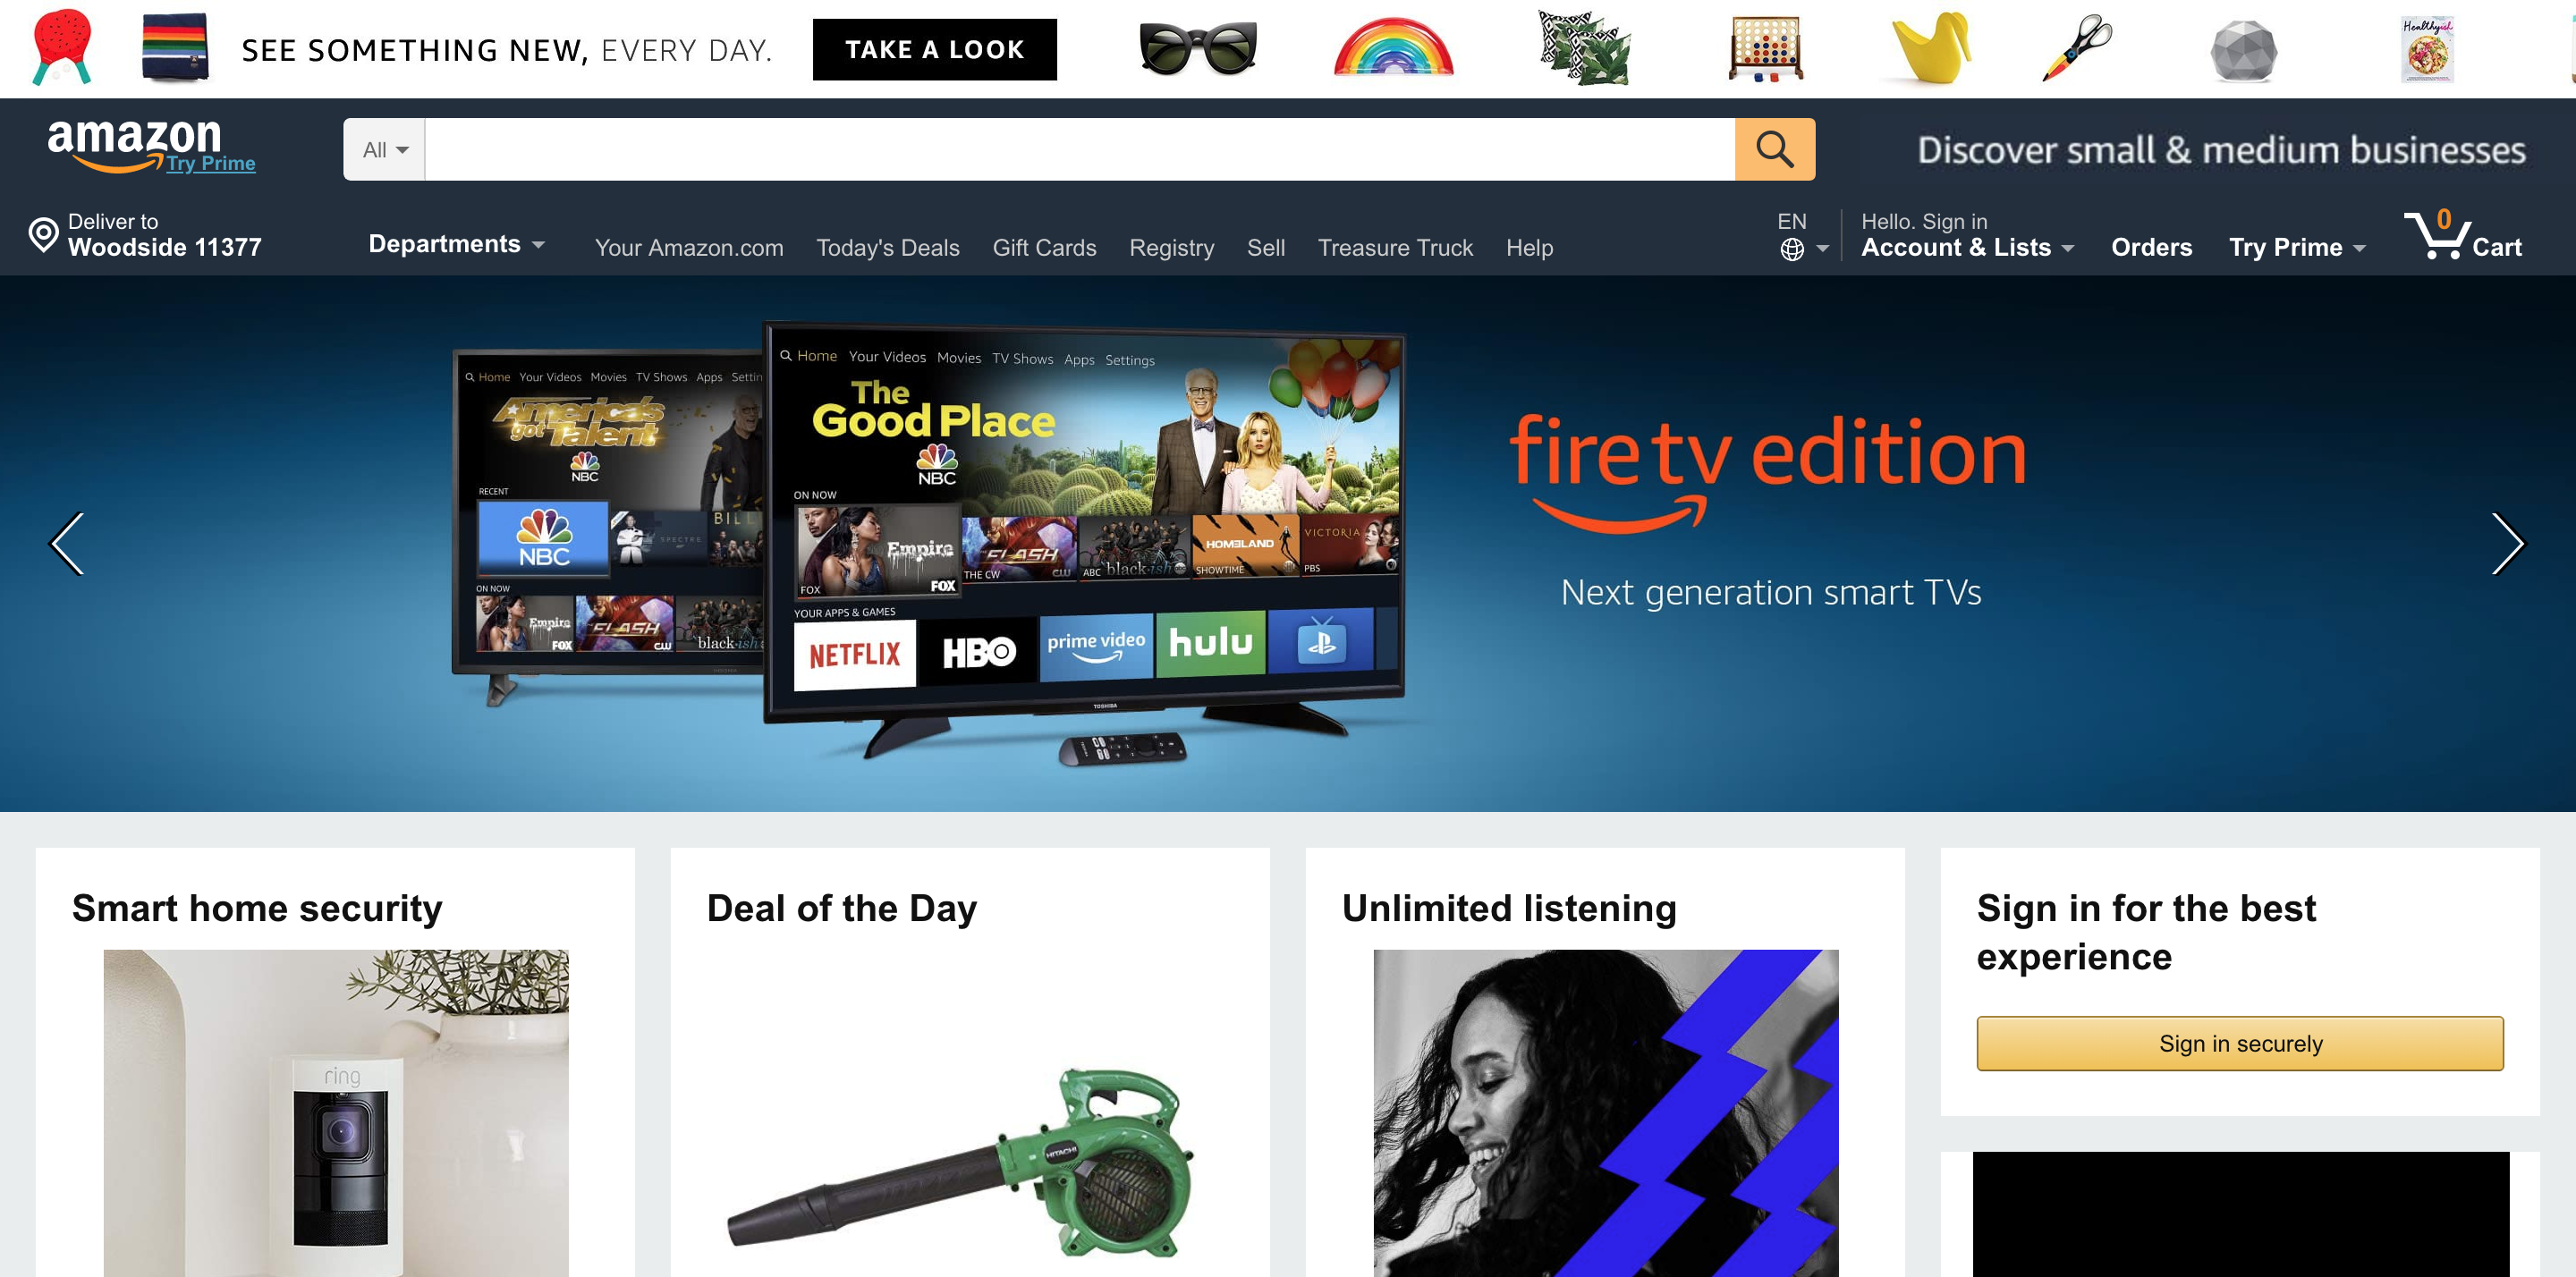 SEE SOMETHING NEW, EVERY DAY.
TAKE A LOOK
Healthyish
amazon
Try Prime
All
Discover small & medium businesses
Deliver to
Woodside 11377
Departments
Your Amazon.com
Today's Deals
Gift Cards
Registry
Sell
Treasure Truck
Help
EN
Hello. Sign in
Account & Lists
Orders
Try Prime
0
Cart
Home Your Videos Movies TV Shows Apps Settin
America's
got Talent
NBC
RECENT
NBC
SPECTRE
BILL
ON NOW
Empire
FOX
FLASH
CW
black-ish
Home Your Videos Movies TV Shows Apps Settings
The
Good Place
NBC
ON NOW
Empire
FOX
FOX
FLASH
THE CW
CW
black-ish
ABC
HOMELAND
SHOWTIME
VICTORIA
PBS
YOUR APPS & GAMES
NETFLIX
HBO
prime video
hulu
TOSHIBA
fire tv edition
Next generation smart TVs
Smart home security
ring
Deal of the Day
HITACHI
Unlimited listening
Sign in for the best
experience
Sign in securely